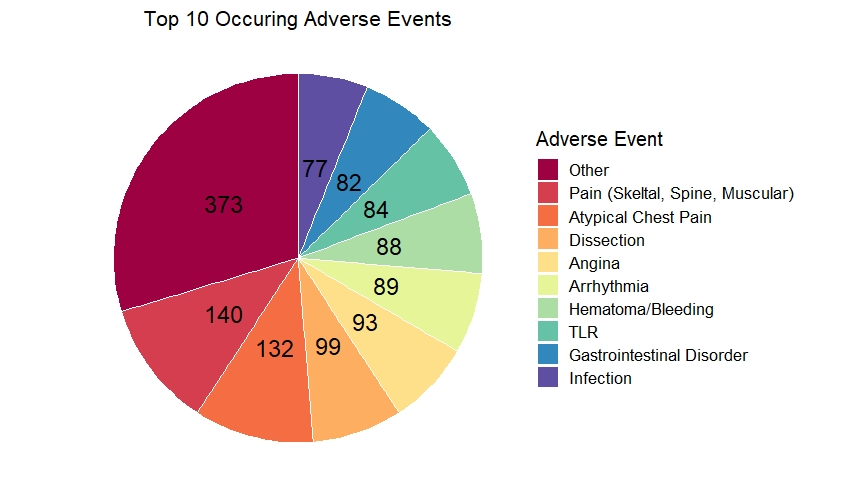 Top 10 Occuring Adverse Events
77
82
84
88
89
93
99
132
140
373
Adverse Event
Other
Pain (Skeltal, Spine, Muscular)
Atypical Chest Pain
Dissection
Angina
Arrhythmia
Hematoma/Bleeding
TLR
Gastrointestinal Disorder
Infection